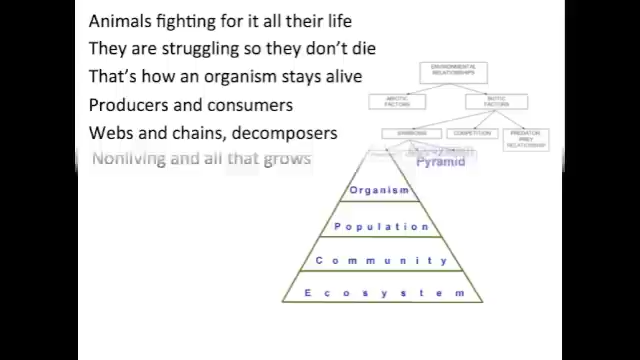 Animals fighting for it all their life
They are struggling so they don't die
That's how an organism stays alive
Producers and consumers
Webs and chains, decomposers
Nonliving and all that grows
ENVIRONMENTAL
RELATIONSHIPS
ABIOTIC
FACTORS
BIOTIC
FACTORS
SYMBIOSIS
COMPETITION
PREDATOR
PREY
RELATIONSHIP
Pyramid
Organism
Population
Community
Ecosystem